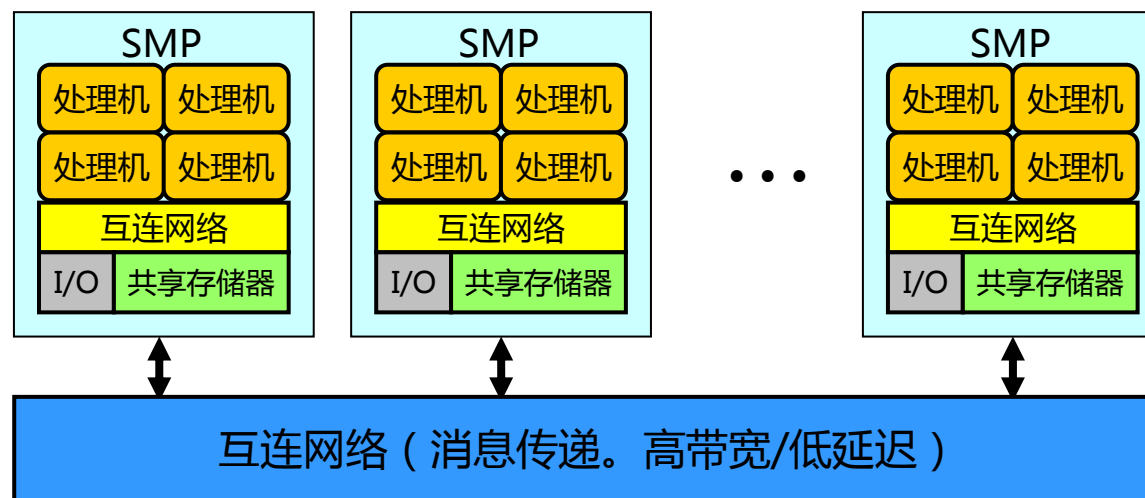 SMP SMP SMP
处理机 处理机 处理机 处理机 处理机 处理机
处理机 处理机 处理机 处理机 处理机 处理机
互连网络 互连网络 互连网络
I/O 共享存储器 I/O 共享存储器 I/O 共享存储器
互连网络（消息传递。高带宽/低延迟）